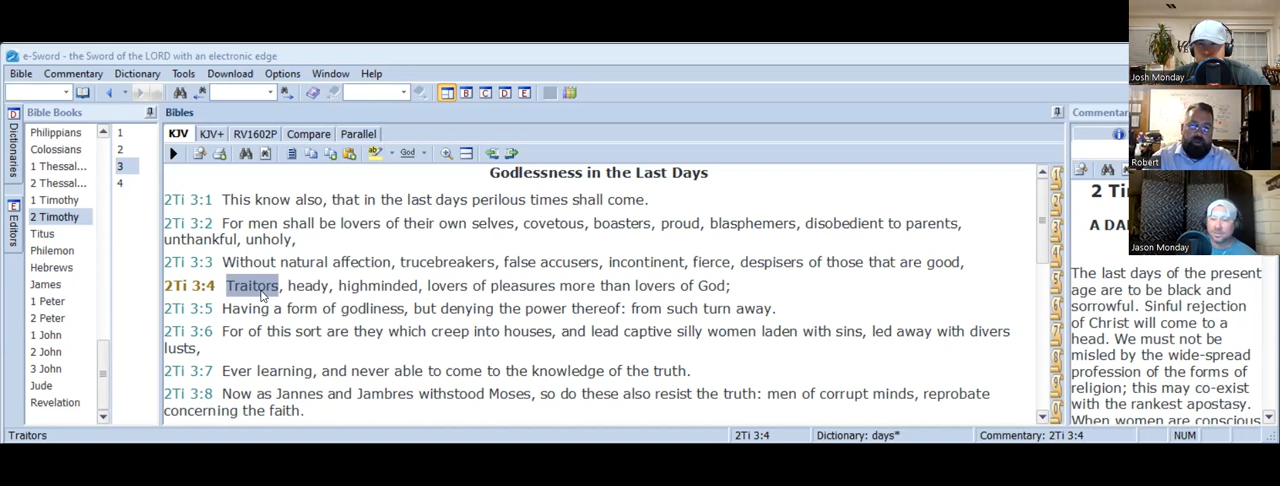 e-Sword - the Sword of the LORD with an electronic edge
Bible Commentary Dictionary Tools Download Options Window Help
B C D E
Dictionaries
Editors
Bible Books
Philippians
Colossians
1 Thessal...
2 Thessal...
1 Timothy
2 Timothy
Titus
Philemon
Hebrews
James
1 Peter
2 Peter
1 John
2 John
3 John
Jude
Revelation
1
2
3
4
Bibles
KJV KJV+ RV1602P Compare Parallel
ab God
Godlessness in the Last Days
2Ti 3:1 This know also, that in the last days perilous times shall come.
2Ti 3:2 For men shall be lovers of their own selves, covetous, boasters, proud, blasphemers, disobedient to parents,
unthankful, unholy,
2Ti 3:3 Without natural affection, trucebreakers, false accusers, incontinent, fierce, despisers of those that are good,
2Ti 3:4 Traitors, heady, highminded, lovers of pleasures more than lovers of God;
2Ti 3:5 Having a form of godliness, but denying the power thereof: from such turn away.
2Ti 3:6 For of this sort are they which creep into houses, and lead captive silly women laden with sins, led away with divers
lusts,
2Ti 3:7 Ever learning, and never able to come to the knowledge of the truth.
2Ti 3:8 Now as Jannes and Jambres withstood Moses, so do these also resist the truth: men of corrupt minds, reprobate
concerning the faith.
Commentar
2 Ti
A DA
The last days of the present
age are to be black and
sorrowful. Sinful rejection
of Christ will come to a
head. We must not be
misled by the wide-spread
profession of the forms of
religion; this may co-exist
with the rankest apostasy.
When women are conscious
Josh Monday
Robert
Jason Monday
Traitors 2Ti 3:4 Dictionary: days* Commentary: 2Ti 3:4 NUM